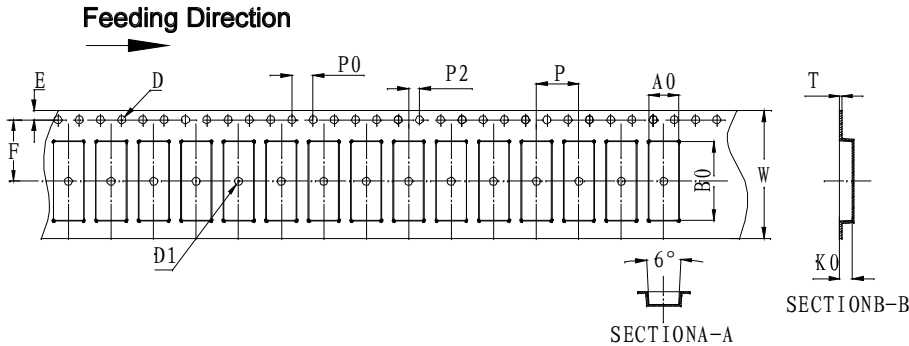 Feeding Direction
E D P0 P2 P A0 T
F
B0
W
D1
6°
K0
SECTIONA-A
SECTIONB-B